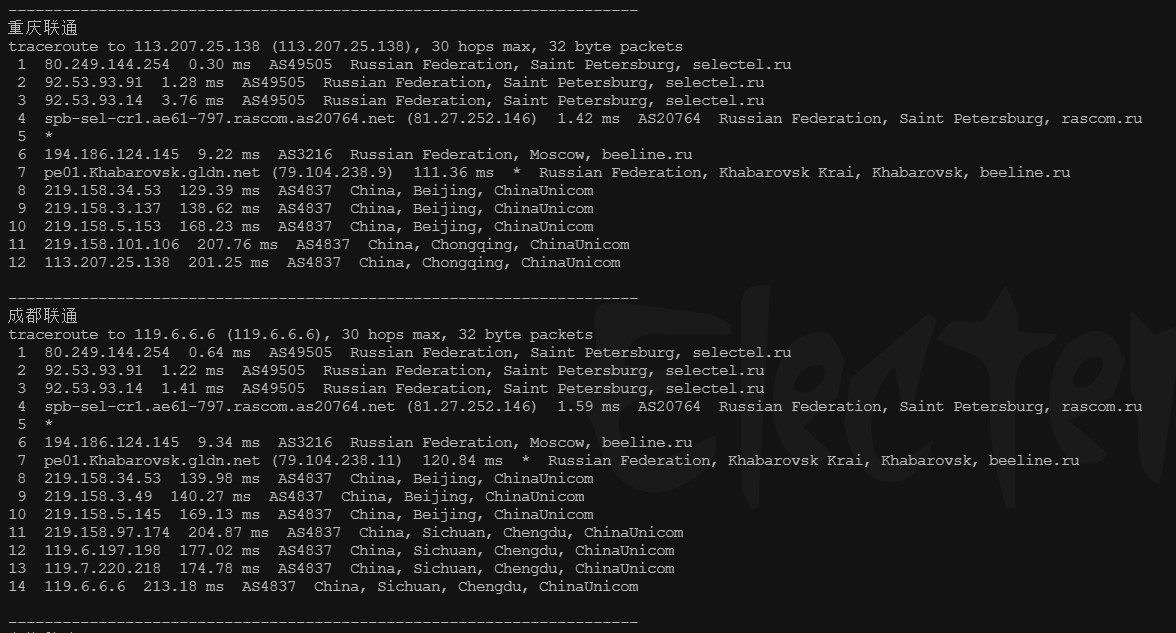 ----------------------------------------------------------------------
重庆联通
traceroute to 113.207.25.138 (113.207.25.138), 30 hops max, 32 byte packets
 1  80.249.144.254  0.30 ms  AS49505  Russian Federation, Saint Petersburg, selectel.ru
 2  92.53.93.91  1.28 ms  AS49505  Russian Federation, Saint Petersburg, selectel.ru
 3  92.53.93.14  3.76 ms  AS49505  Russian Federation, Saint Petersburg, selectel.ru
 4  spb-sel-cr1.ae61-797.rascom.as20764.net (81.27.252.146)  1.42 ms  AS20764  Russian Federation, Saint Petersburg, rascom.ru
 5  *
 6  194.186.124.145  9.22 ms  AS3216  Russian Federation, Moscow, beeline.ru
 7  pe01.Khabarovsk.gldn.net (79.104.238.9)  111.36 ms  *  Russian Federation, Khabarovsk Krai, Khabarovsk, beeline.ru
 8  219.158.34.53  129.39 ms  AS4837  China, Beijing, ChinaUnicom
 9  219.158.3.137  138.62 ms  AS4837  China, Beijing, ChinaUnicom
10  219.158.5.153  168.23 ms  AS4837  China, Beijing, ChinaUnicom
11  219.158.101.106  207.76 ms  AS4837  China, Chongqing, ChinaUnicom
12  113.207.25.138  201.25 ms  AS4837  China, Chongqing, ChinaUnicom
----------------------------------------------------------------------
成都联通
traceroute to 119.6.6.6 (119.6.6.6), 30 hops max, 32 byte packets
 1  80.249.144.254  0.64 ms  AS49505  Russian Federation, Saint Petersburg, selectel.ru
 2  92.53.93.91  1.22 ms  AS49505  Russian Federation, Saint Petersburg, selectel.ru
 3  92.53.93.14  1.41 ms  AS49505  Russian Federation, Saint Petersburg, selectel.ru
 4  spb-sel-cr1.ae61-797.rascom.as20764.net (81.27.252.146)  1.59 ms  AS20764  Russian Federation, Saint Petersburg, rascom.ru
 5  *
 6  194.186.124.145  9.34 ms  AS3216  Russian Federation, Moscow, beeline.ru
 7  pe01.Khabarovsk.gldn.net (79.104.238.11)  120.84 ms  *  Russian Federation, Khabarovsk Krai, Khabarovsk, beeline.ru
 8  219.158.34.53  139.98 ms  AS4837  China, Beijing, ChinaUnicom
 9  219.158.3.49  140.27 ms  AS4837  China, Beijing, ChinaUnicom
10  219.158.5.145  169.13 ms  AS4837  China, Beijing, ChinaUnicom
11  219.158.97.174  204.87 ms  AS4837  China, Sichuan, Chengdu, ChinaUnicom
12  119.6.197.198  177.02 ms  AS4837  China, Sichuan, Chengdu, ChinaUnicom
13  119.7.220.218  174.78 ms  AS4837  China, Sichuan, Chengdu, ChinaUnicom
14  119.6.6.6  213.18 ms  AS4837  China, Sichuan, Chengdu, ChinaUnicom
----------------------------------------------------------------------
Electer